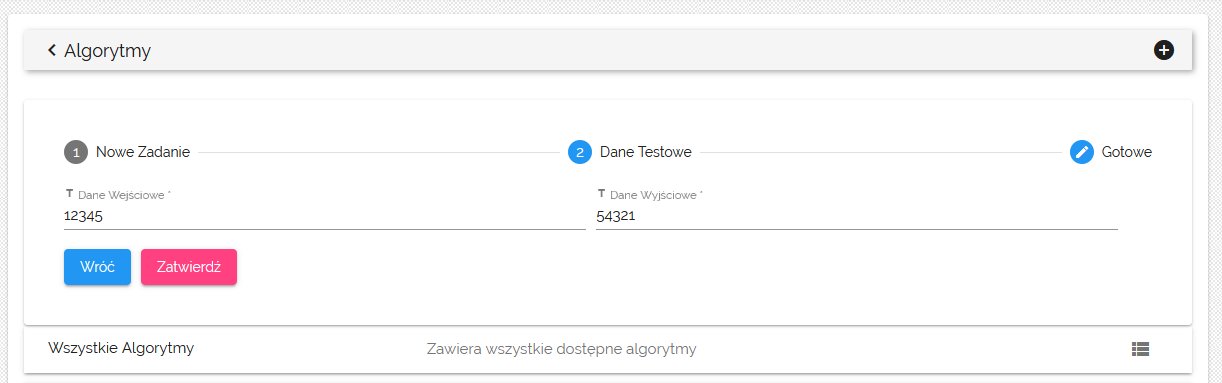 Algorytmy
1 Nowe Zadanie 2 Dane Testowe Gotowe
Dane Wejściowe * Dane Wyjściowe *
12345 54321
Wróć Zatwierdź
Wszystkie Algorytmy Zawiera wszystkie dostępne algorytmy